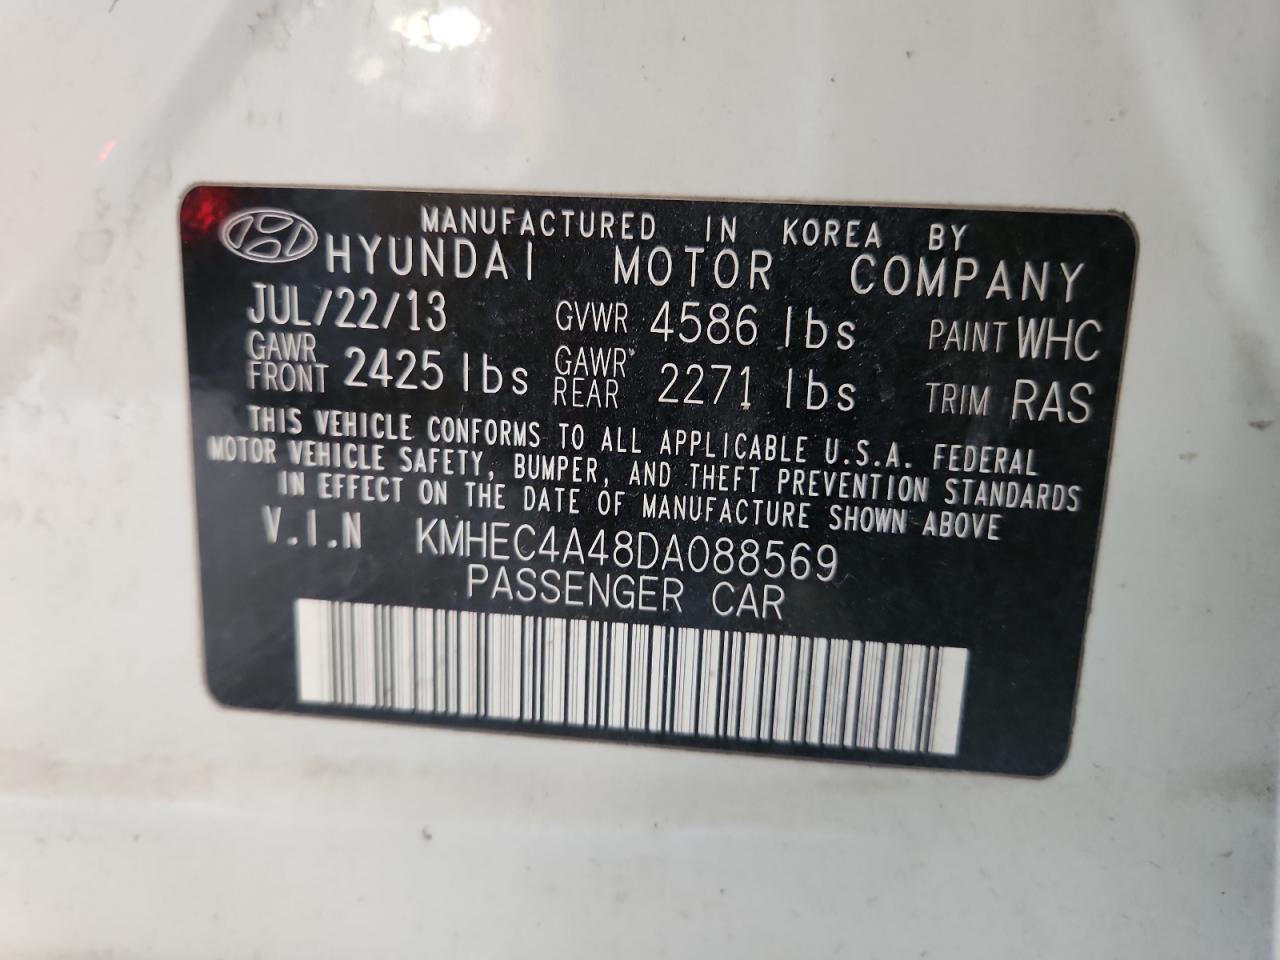 MANUFACTURED IN KOREA BY
HYUNDAI MOTOR COMPANY
JUL/22/13 GVWR 4586 lbs PAINT WHC
GAWR FRONT 2425 lbs GAWR REAR 2271 lbs TRIM RAS
THIS VEHICLE CONFORMS TO ALL APPLICABLE U.S.A. FEDERAL
MOTOR VEHICLE SAFETY, BUMPER, AND THEFT PREVENTION STANDARDS
IN EFFECT ON THE DATE OF MANUFACTURE SHOWN ABOVE
V.I.N KMHEC4A48DA088569
PASSENGER CAR